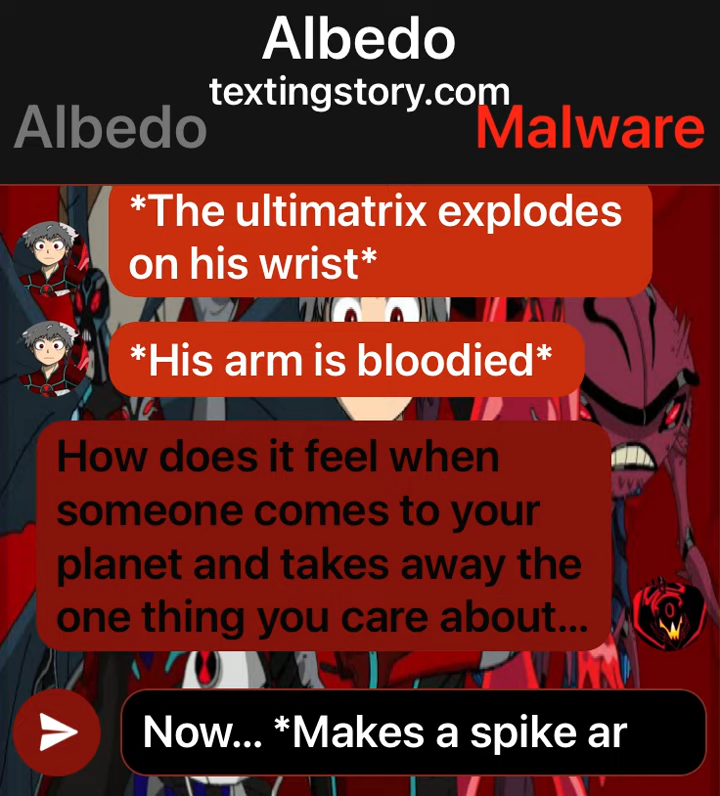 Albedo
textingstory.com
Albedo
Malware
*The ultimatrix explodes
on his wrist*
*His arm is bloodied*
How does it feel when
someone comes to your
planet and takes away the
one thing you care about...
Now... *Makes a spike ar